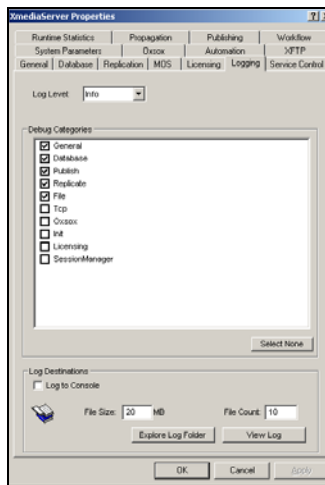 XmediaServer Properties
Runtime Statistics Propagation Publishing Workflow
System Parameters Oxsox Automation XFTP
General Database Replication MOS Licensing Logging Service Control
Log Level: Info
Debug Categories
General
Database
Publish
Replicate
File
Tcp
Oxsox
Init
Licensing
SessionManager
Select None
Log Destinations
Log to Console
File Size: 20 MB File Count: 10
Explore Log Folder View Log
OK Cancel Apply